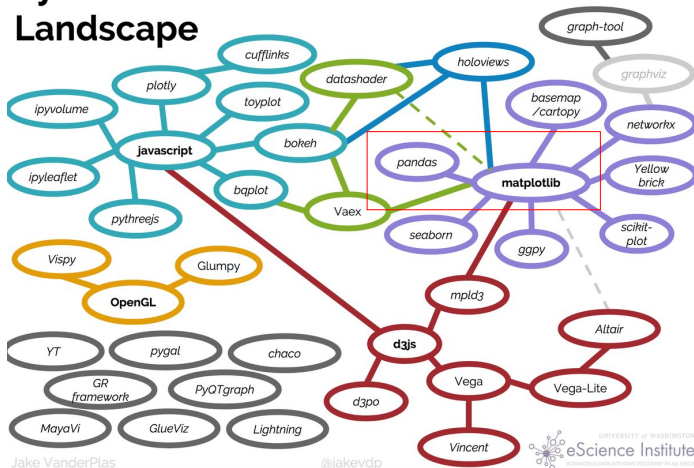 Landscape
cufflinks
graph-tool
plotly
datashader
holoviews
graphviz
ipyvolume
toyplot
basemap
/cartopy
networkx
javascript
bokeh
pandas
matplotlib
Yellow
brick
ipyleaflet
bqplot
Vaex
pythreejs
seaborn
ggpy
scikit-
plot
Vispy
Glumpy
OpenGL
mpld3
d3js
Altair
YT
pygal
chaco
GR
framework
PyQTgraph
d3po
Vega
Vega-Lite
MayaVi
GlueViz
Lightning
Vincent
UNIVERSITY of WASHINGTON
eScience Institute
Jake VanderPlas
@jakevdp